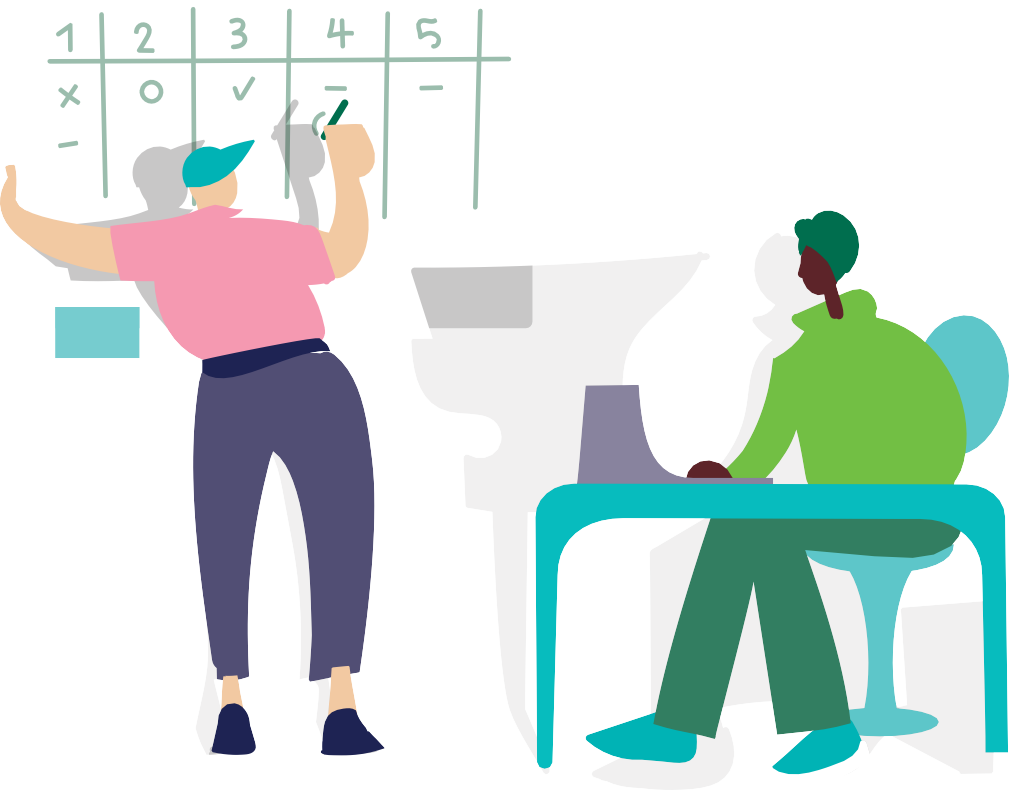 1 2 3 4 5
× ○ ✓ – –
–